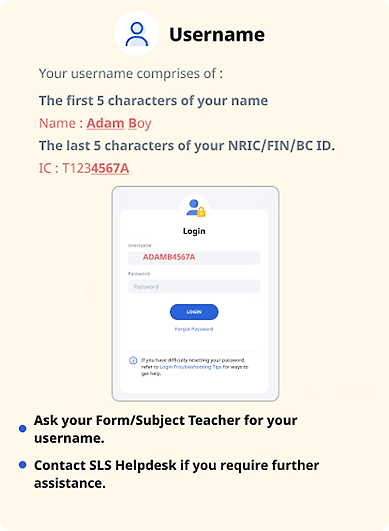 Username
Your username comprises of :
The first 5 characters of your name
Name : Adam Boy
The last 5 characters of your NRIC/FIN/BC ID.
IC : T1234567A
Login
Username
ADAMB4567A
Password
Password
LOGIN
Forgot Password
If you have difficulty resetting your password,
refer to Login Troubleshooting Tips for ways to
get help.
Ask your Form/Subject Teacher for your
username.
Contact SLS Helpdesk if you require further
assistance.